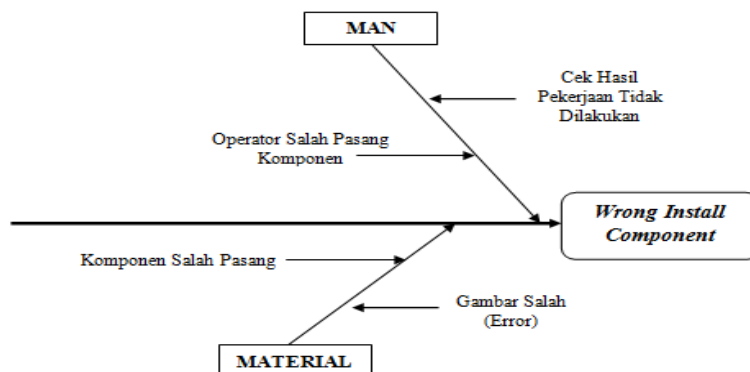 MAN
Cek Hasil
Pekerjaan Tidak
Dilakukan
Operator Salah Pasang
Komponen
Wrong Install
Component
Komponen Salah Pasang
Gambar Salah
(Error)
MATERIAL